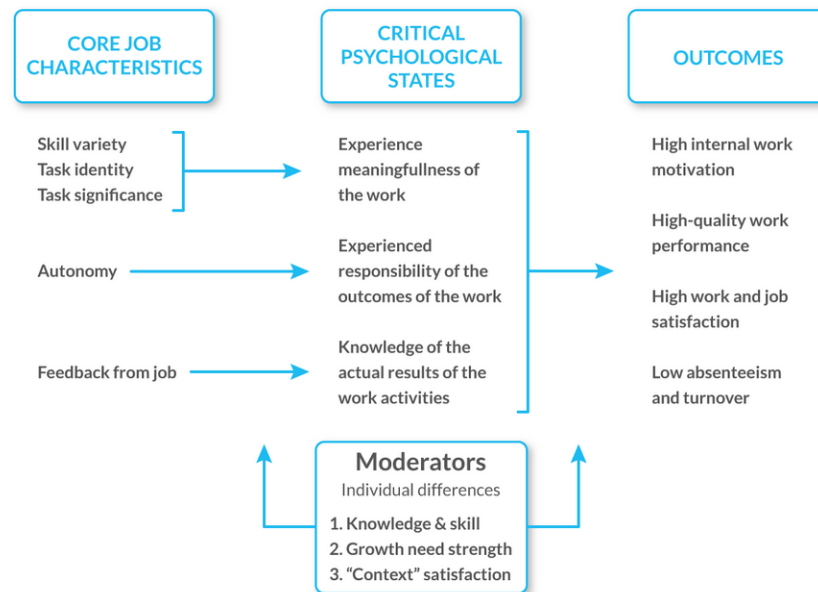 CORE JOB
CHARACTERISTICS
CRITICAL
PSYCHOLOGICAL
STATES
OUTCOMES
Skill variety
Task identity
Task significance
Experience
meaningfullness of
the work
High internal work
motivation
High-quality work
performance
Autonomy
Experienced
responsibility of the
outcomes of the work
High work and job
satisfaction
Feedback from job
Knowledge of the
actual results of the
work activities
Low absenteeism
and turnover
Moderators
Individual differences
1. Knowledge & skill
2. Growth need strength
3. “Context” satisfaction